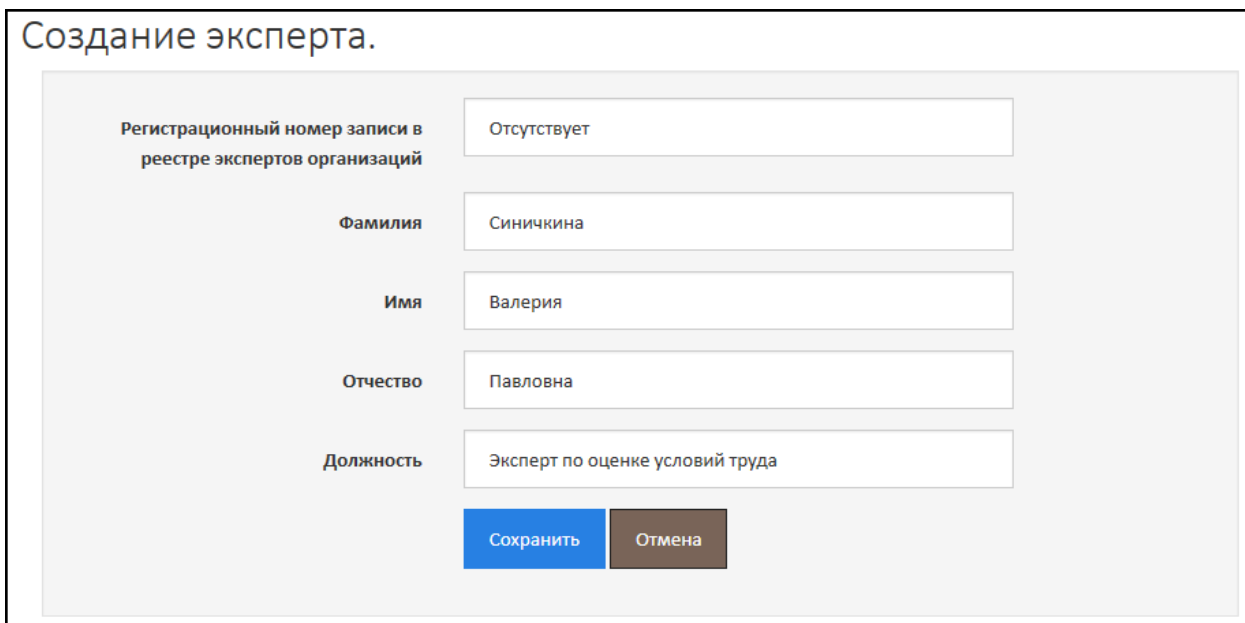 Создание эксперта.
Регистрационный номер записи в
реестре экспертов организаций
Отсутствует
Фамилия
Синичкина
Имя
Валерия
Отчество
Павловна
Должность
Эксперт по оценке условий труда
Сохранить
Отмена